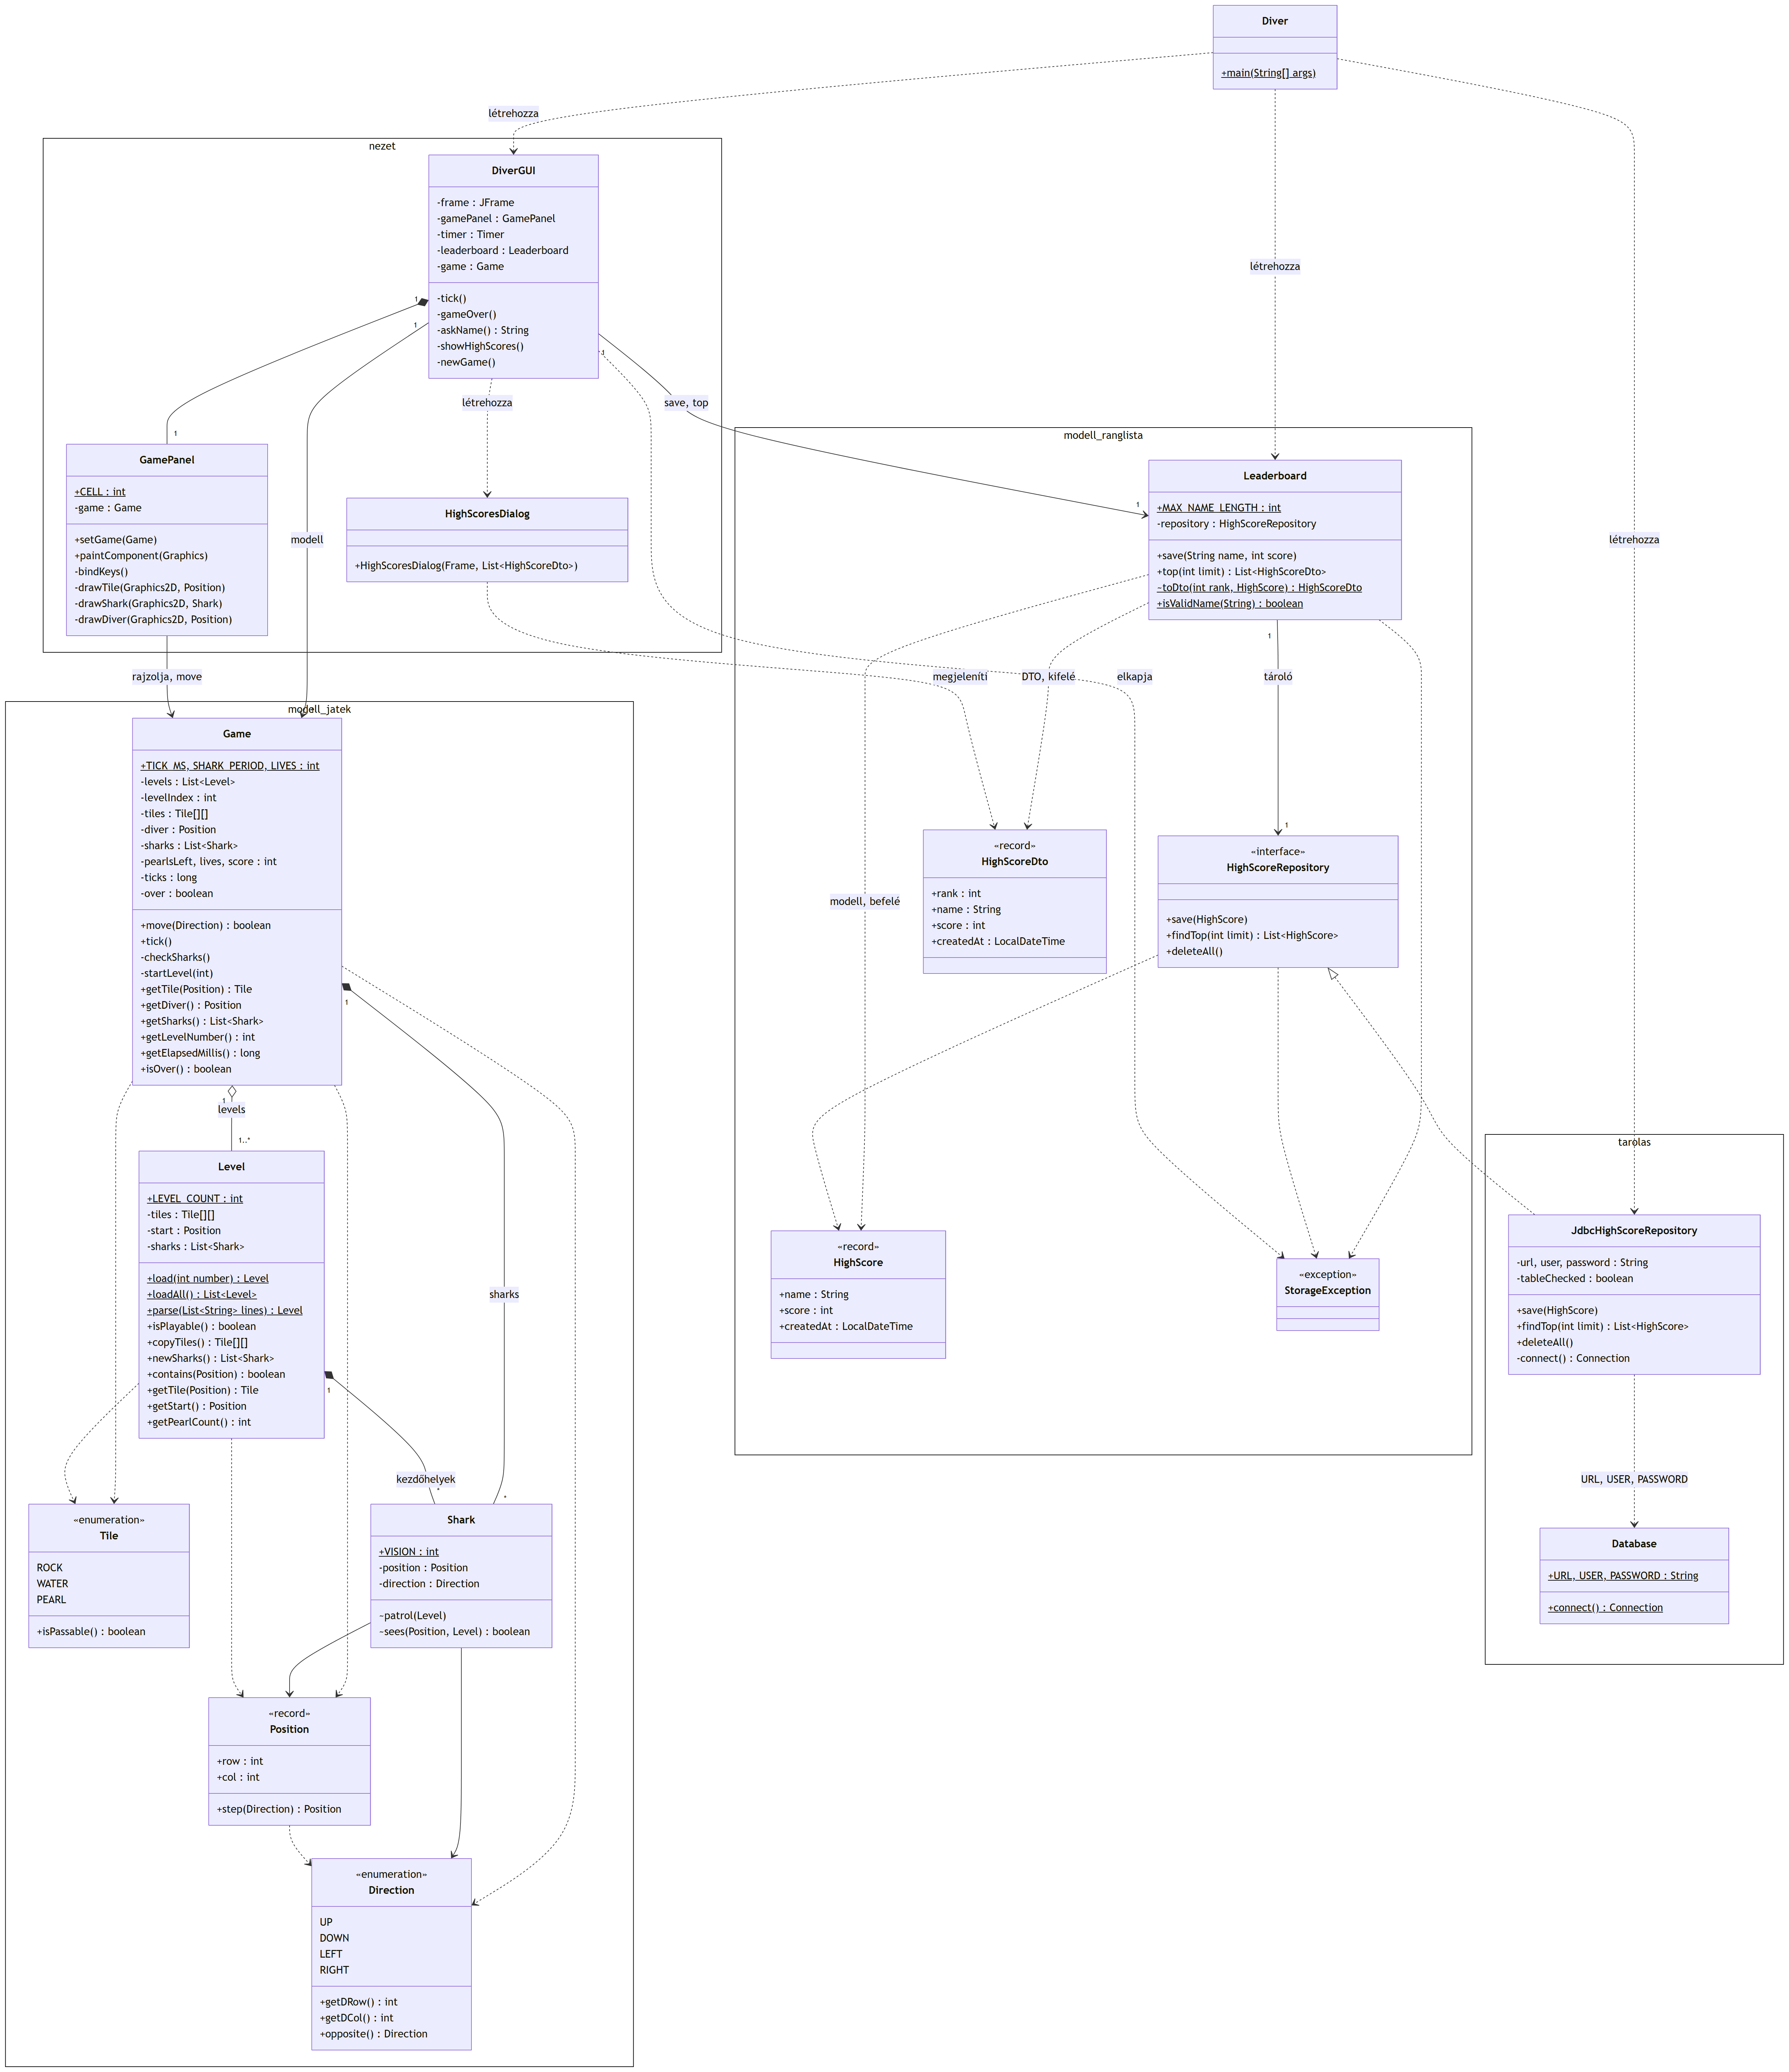 Diver
+main(String[] args)
létrehozza
létrehozza
létrehozza
nezet
DiverGUI
-frame : JFrame
-gamePanel : GamePanel
-timer : Timer
-leaderboard : Leaderboard
-game : Game
-tick()
-gameOver()
-askName() : String
-showHighScores()
-newGame()
1
1
1
létrehozza
save, top
modell
1
GamePanel
+CELL : int
-game : Game
+setGame(Game)
+paintComponent(Graphics)
-bindKeys()
-drawTile(Graphics2D, Position)
-drawShark(Graphics2D, Shark)
-drawDiver(Graphics2D, Position)
HighScoresDialog
+HighScoresDialog(Frame, List<HighScoreDto>)
rajzolja, move
megjeleníti
DTO, kifelé
elkapja
modell_ranglista
1
Leaderboard
+MAX_NAME_LENGTH : int
-repository : HighScoreRepository
+save(String name, int score)
+top(int limit) : List<HighScoreDto>
~toDto(int rank, HighScore) : HighScoreDto
+isValidName(String) : boolean
1
tároló
1
modell, befelé
«record»
HighScoreDto
+rank : int
+name : String
+score : int
+createdAt : LocalDateTime
«interface»
HighScoreRepository
+save(HighScore)
+findTop(int limit) : List<HighScore>
+deleteAll()
«record»
HighScore
+name : String
+score : int
+createdAt : LocalDateTime
«exception»
StorageException
modell_jatek
Game
+TICK_MS, SHARK_PERIOD, LIVES : int
-levels : List<Level>
-levelIndex : int
-tiles : Tile[][]
-diver : Position
-sharks : List<Shark>
-pearlsLeft, lives, score : int
-ticks : long
-over : boolean
+move(Direction) : boolean
+tick()
-checkSharks()
-startLevel(int)
+getTile(Position) : Tile
+getDiver() : Position
+getSharks() : List<Shark>
+getLevelNumber() : int
+getElapsedMillis() : long
+isOver() : boolean
1
1
levels
1..*
sharks
Level
+LEVEL_COUNT : int
-tiles : Tile[][]
-start : Position
-sharks : List<Shark>
+load(int number) : Level
+loadAll() : List<Level>
+parse(List<String> lines) : Level
+isPlayable() : boolean
+copyTiles() : Tile[][]
+newSharks() : List<Shark>
+contains(Position) : boolean
+getTile(Position) : Tile
+getStart() : Position
+getPearlCount() : int
1
kezdőhelyek
*
*
«enumeration»
Tile
ROCK
WATER
PEARL
+isPassable() : boolean
Shark
+VISION : int
-position : Position
-direction : Direction
~patrol(Level)
~sees(Position, Level) : boolean
«record»
Position
+row : int
+col : int
+step(Direction) : Position
«enumeration»
Direction
UP
DOWN
LEFT
RIGHT
+getDRow() : int
+getDCol() : int
+opposite() : Direction
tarolas
JdbcHighScoreRepository
-url, user, password : String
-tableChecked : boolean
+save(HighScore)
+findTop(int limit) : List<HighScore>
+deleteAll()
-connect() : Connection
URL, USER, PASSWORD
Database
+URL, USER, PASSWORD : String
+connect() : Connection